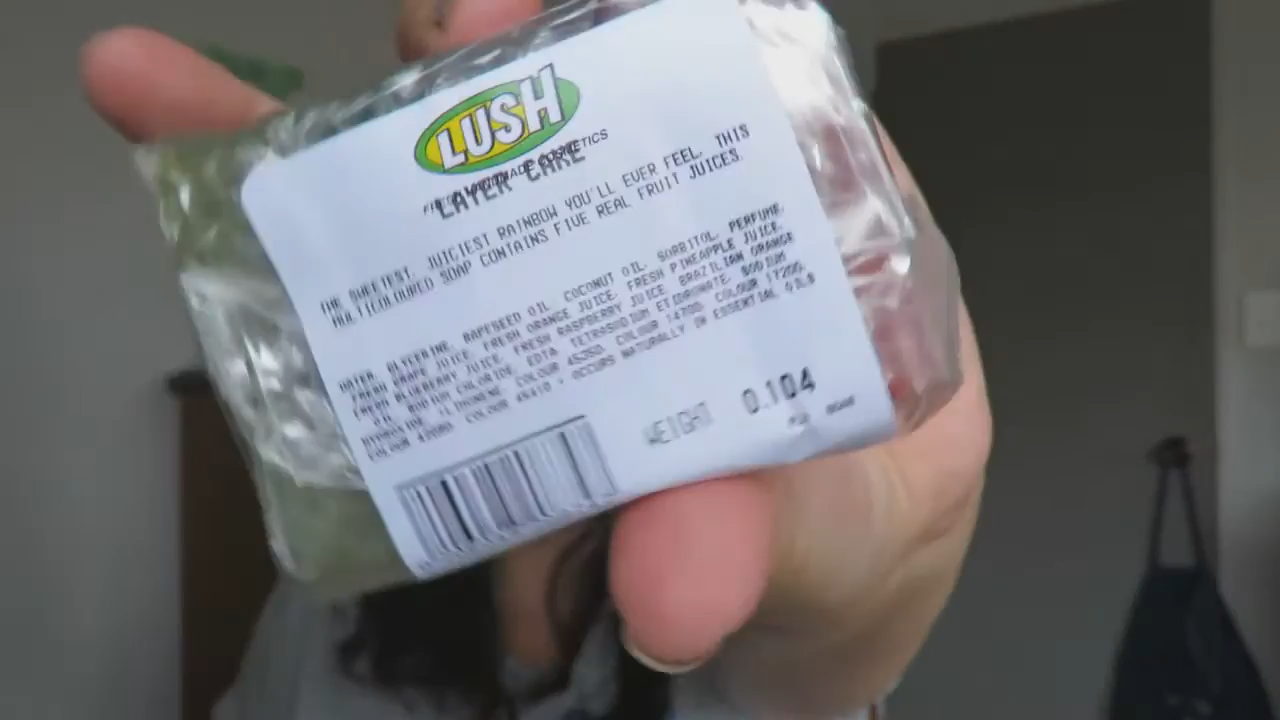 LUSH
FRESH HANDMADE COSMETICS
LAYER CAKE
THE SWEETEST, JUICIEST RAINBOW YOU'LL EVER FEEL. THIS
MULTICOLOURED SOAP CONTAINS FIVE REAL FRUIT JUICES.
WATER, GLYCERINE, RAPESEED OIL, COCONUT OIL, SORBITOL, PERFUME,
FRESH GRAPE JUICE, FRESH ORANGE JUICE, FRESH PINEAPPLE JUICE,
FRESH BLUEBERRY JUICE, FRESH RASPBERRY JUICE, BRAZILIAN ORANGE
OIL, SODIUM CHLORIDE, EDTA, TETRASODIUM ETIDRONATE, SODIUM
HYDROXIDE, *LIMONENE, COLOUR 45350, COLOUR 14700, COLOUR 17200,
COLOUR 42090, COLOUR 45410 * OCCURS NATURALLY IN ESSENTIAL OILS
WEIGHT 0.104